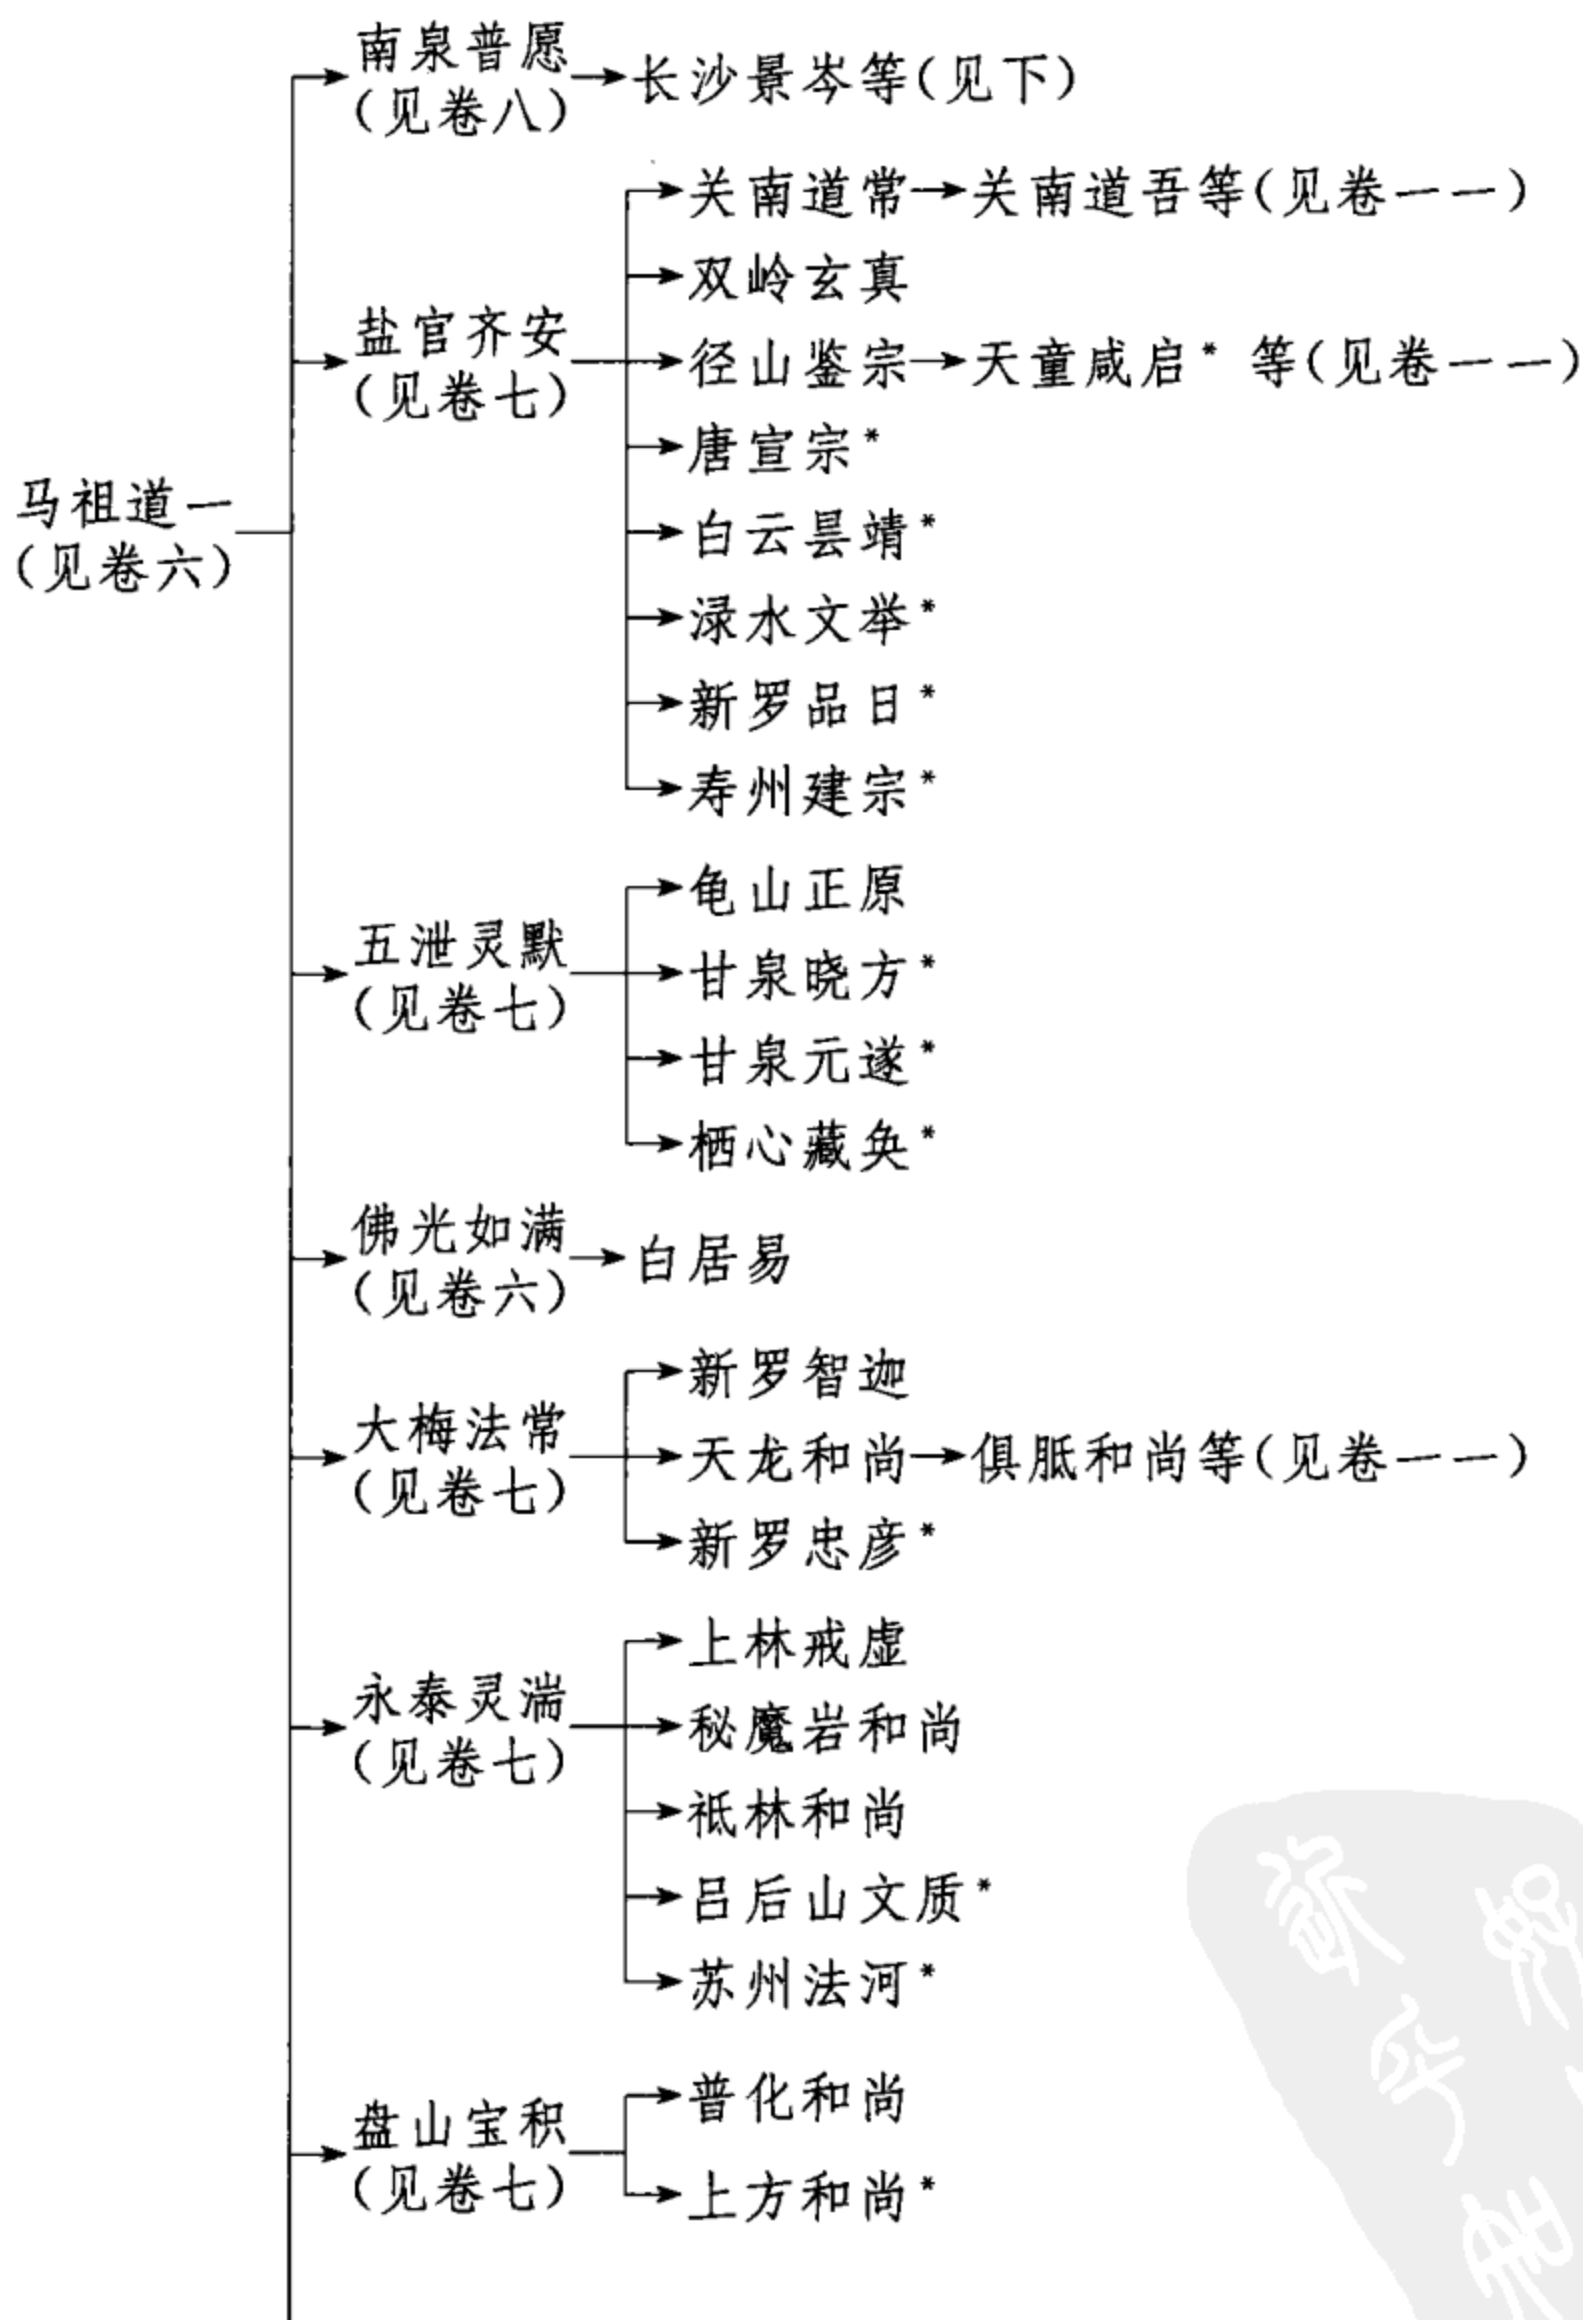 南泉普愿
(见卷八)
长沙景岑等(见下)
关南道常
关南道吾等(见卷一一)
双岭玄真
盐官齐安
(见卷七)
径山鉴宗
天童咸启* 等(见卷一一)
唐宣宗*
马祖道一
(见卷六)
白云昙靖*
渌水文举*
新罗品日*
寿州建宗*
龟山正原
五泄灵默
(见卷七)
甘泉晓方*
甘泉元遂*
栖心藏奂*
佛光如满
(见卷六)
白居易
新罗智迦
大梅法常
(见卷七)
天龙和尚
俱胝和尚等(见卷一一)
新罗忠彦*
上林戒虚
永泰灵湍
(见卷七)
秘魔岩和尚
祇林和尚
吕后山文质*
苏州法河*
盘山宝积
(见卷七)
普化和尚
上方和尚*